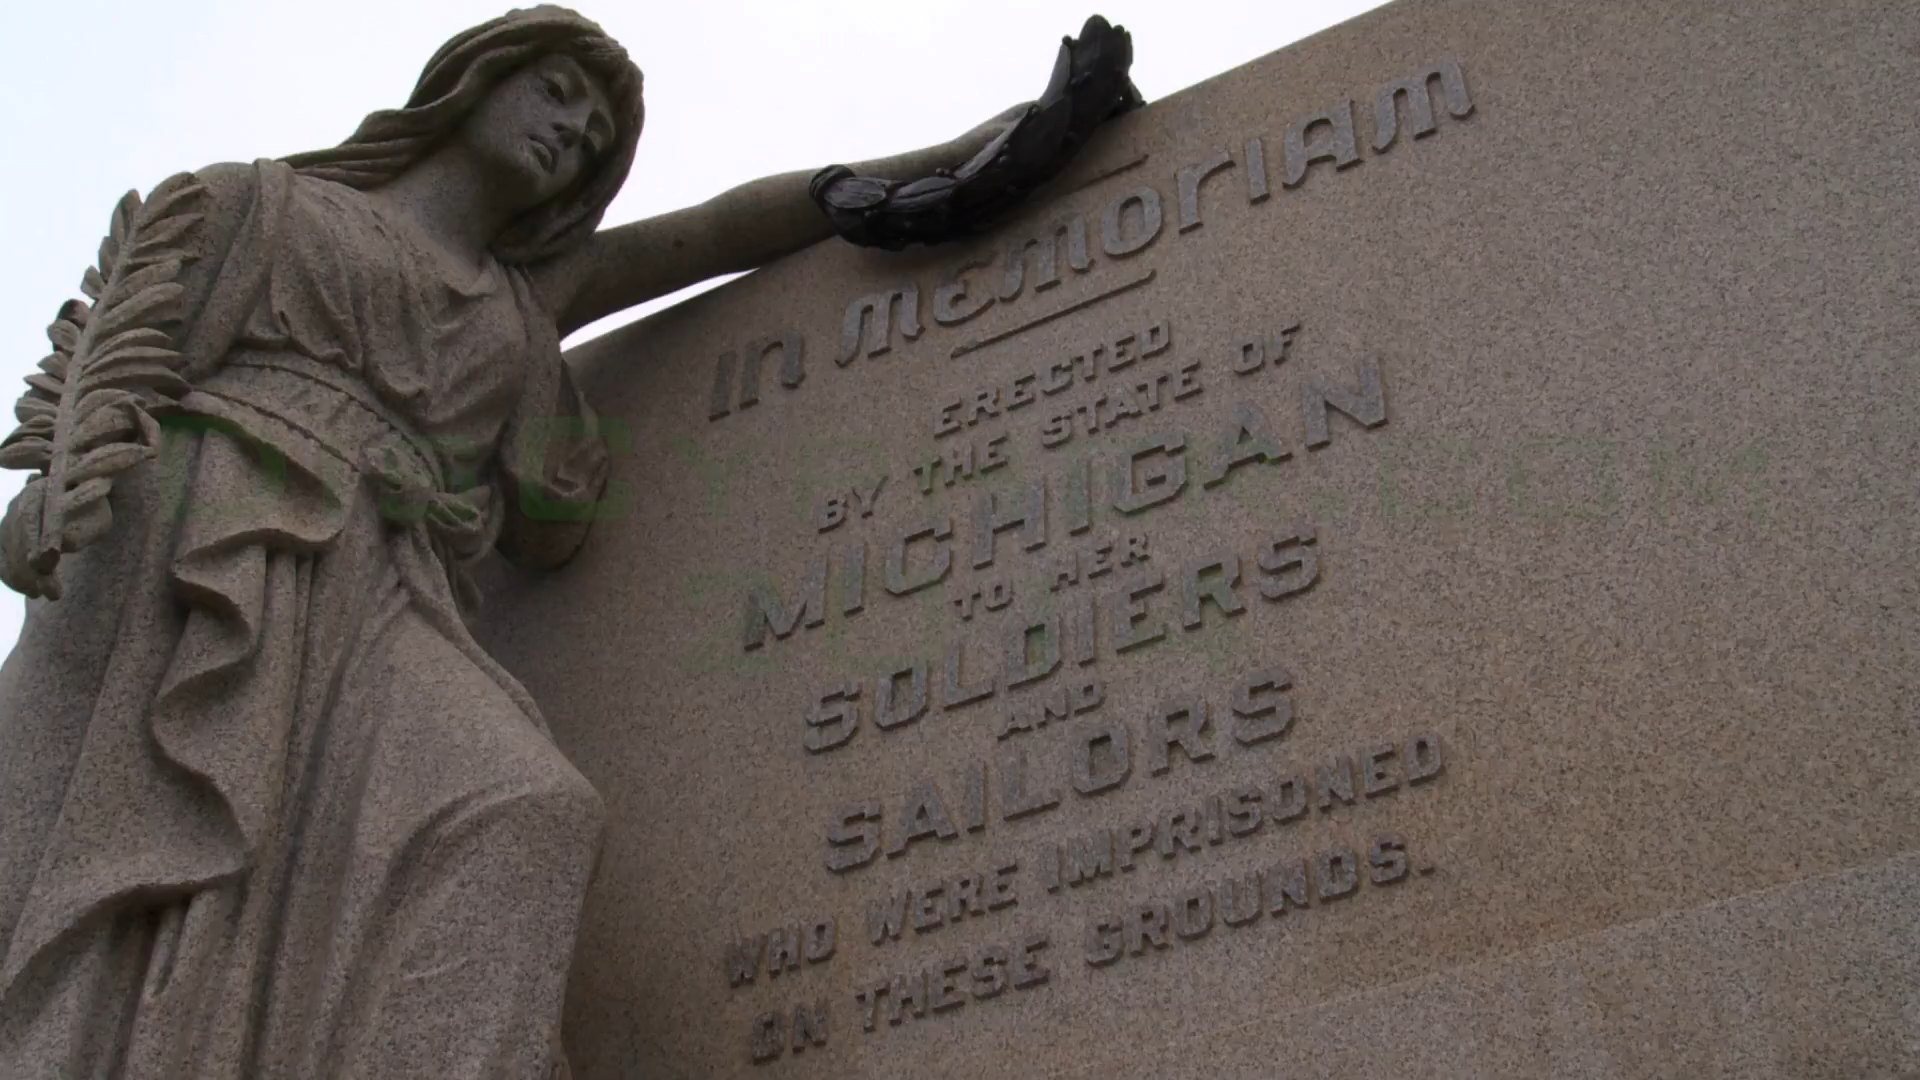 In Memoriam
ERECTED
BY THE STATE OF
MICHIGAN
TO HER
SOLDIERS
AND
SAILORS
WHO WERE IMPRISONED
ON THESE GROUNDS.